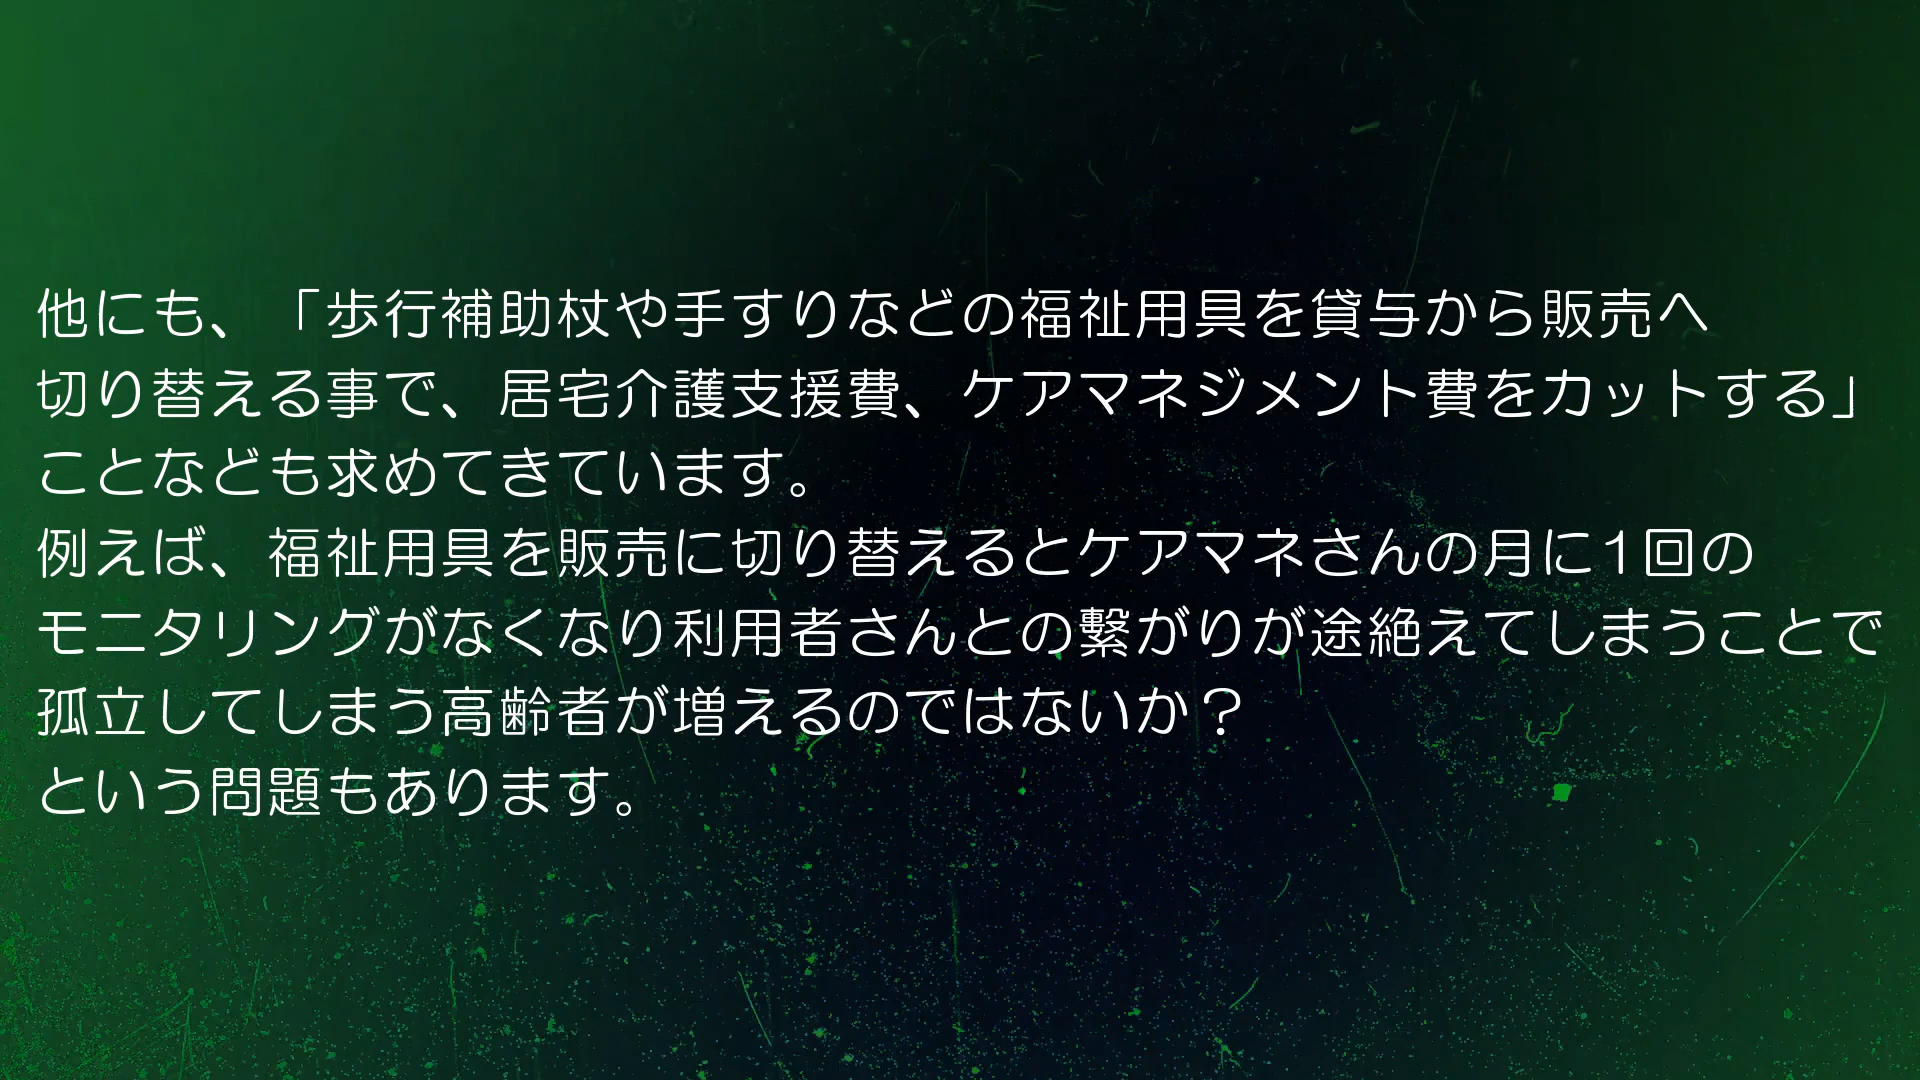 他にも、「歩行補助杖や手すりなどの福祉用具を貸与から販売へ
切り替える事で、居宅介護支援費、ケアマネジメント費をカットする」
ことなども求めてきています。
例えば、福祉用具を販売に切り替えるとケアマネさんの月に1回の
モニタリングがなくなり利用者さんとの繋がりが途絶えてしまうことで
孤立してしまう高齢者が増えるのではないか？
という問題もあります。